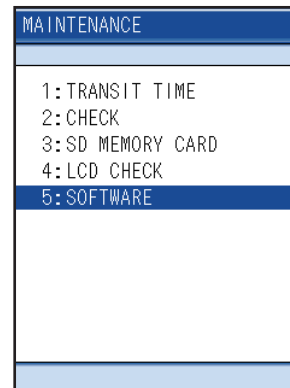 MAINTENANCE
1:TRANSIT TIME
2:CHECK
3:SD MEMORY CARD
4:LCD CHECK
5:SOFTWARE